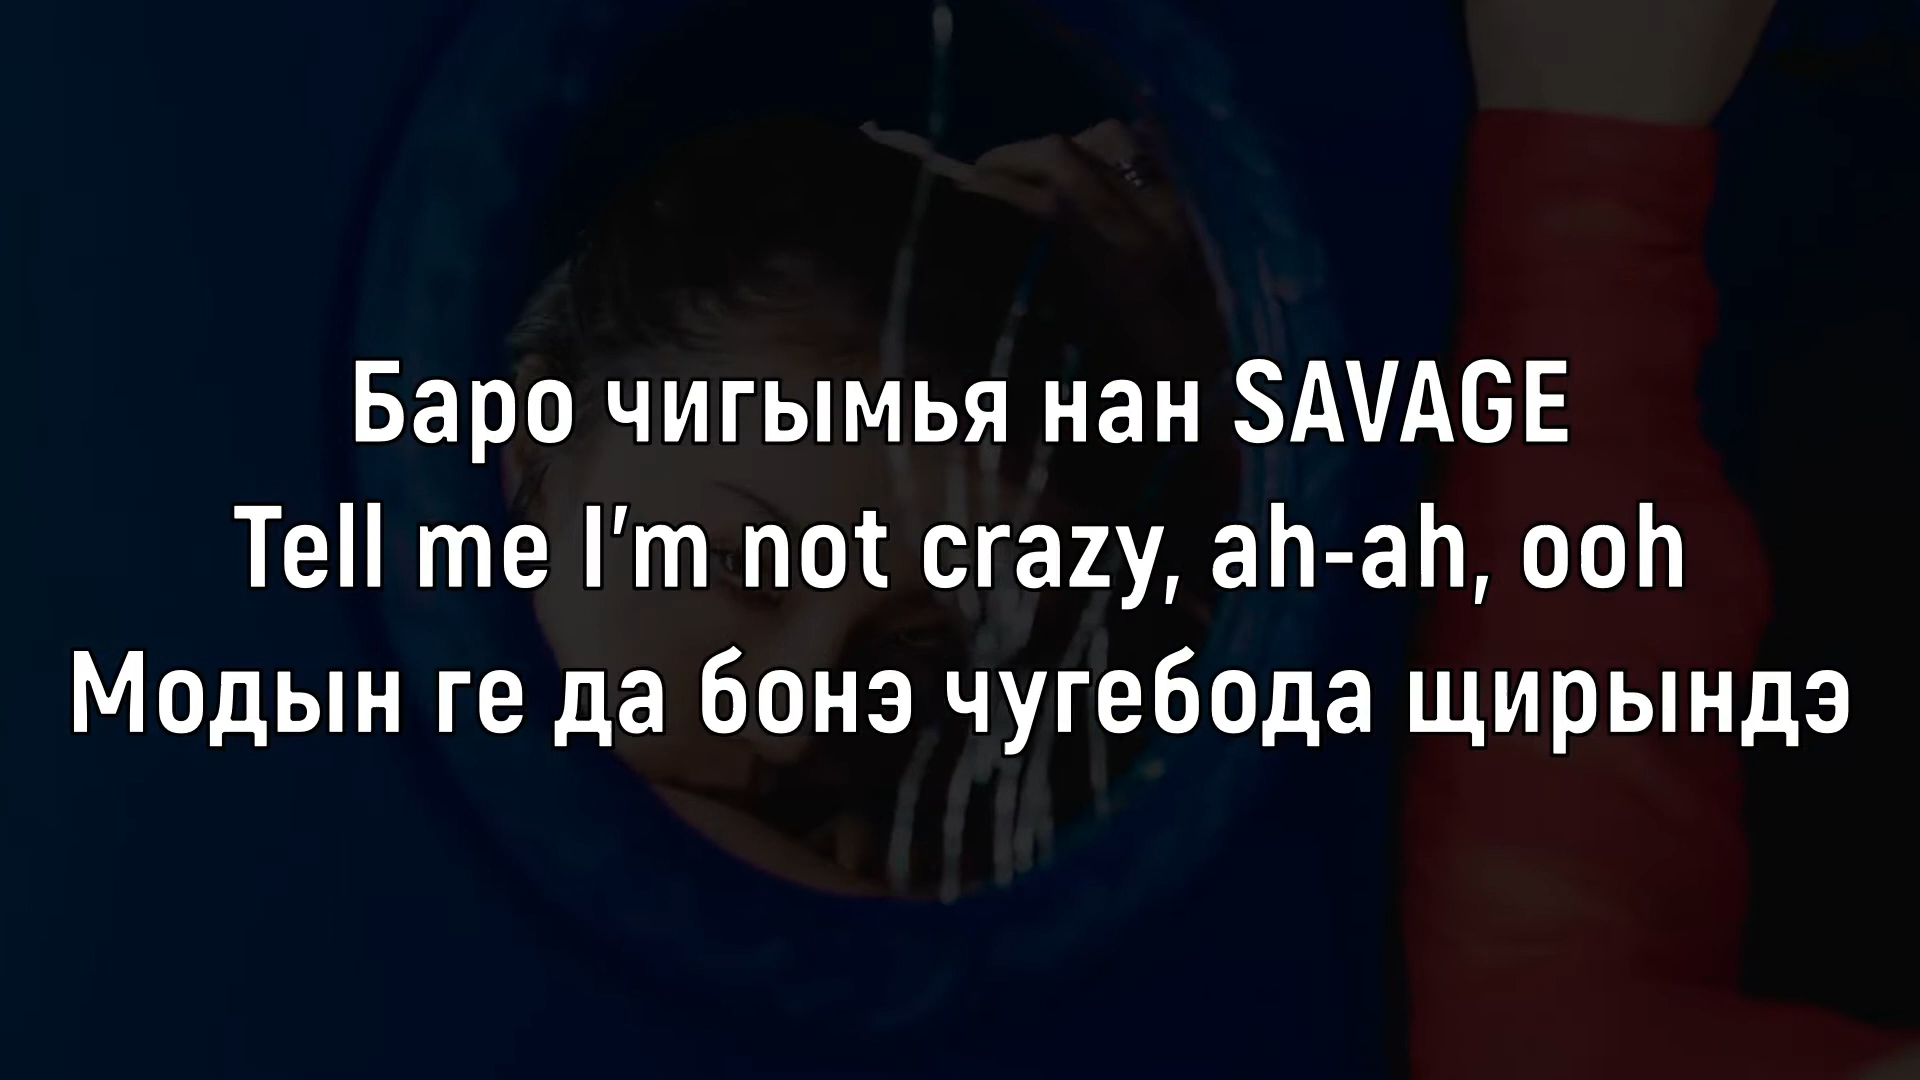 Баро чигымья нан SAVAGE
Tell me I'm not crazy, ah-ah, ooh
Модын ге да бонэ чугебода щирындэ